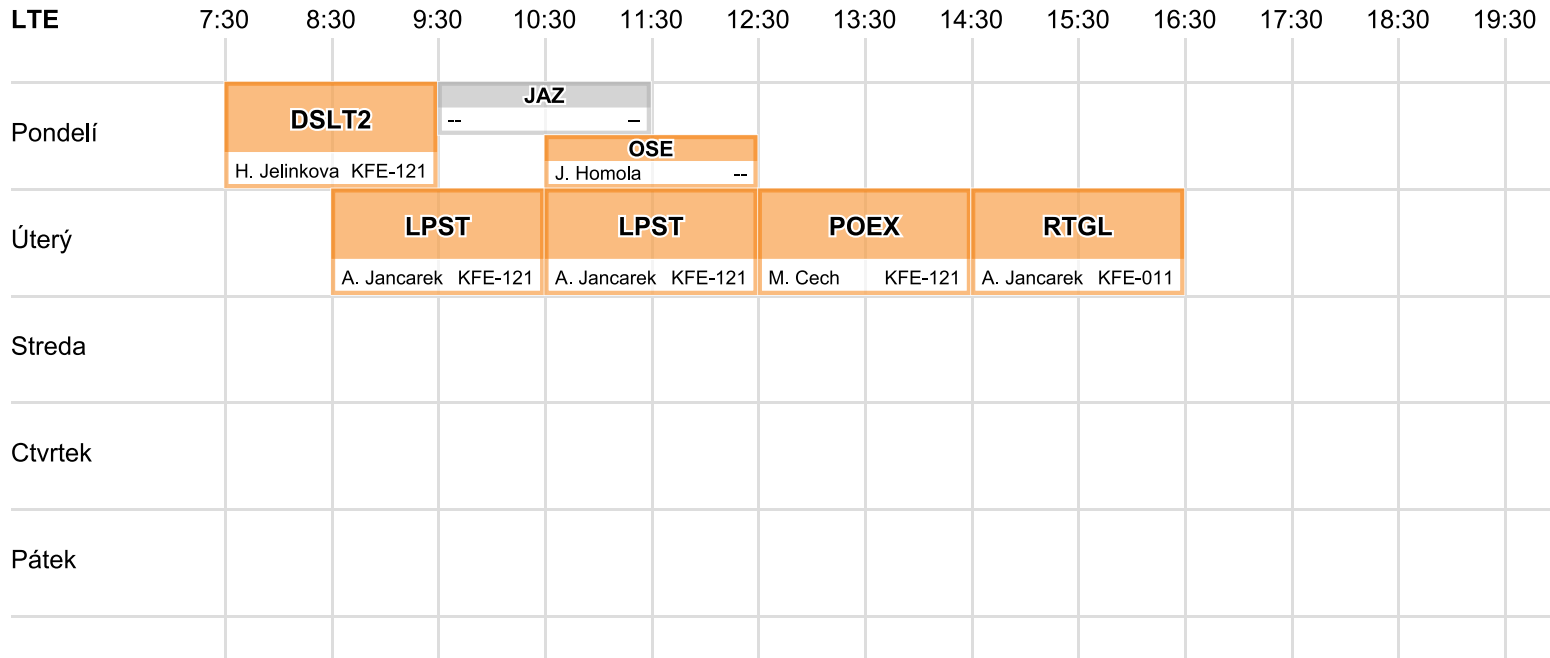 LTE 7:30 8:30 9:30 10:30 11:30 12:30 13:30 14:30 15:30 16:30 17:30 18:30 19:30
Pondelí
DSLT2
H. Jelinkova KFE-121
JAZ
-- –
OSE
J. Homola --
Úterý
LPST
A. Jancarek KFE-121
LPST
A. Jancarek KFE-121
POEX
M. Cech KFE-121
RTGL
A. Jancarek KFE-011
Streda
Ctvrtek
Pátek